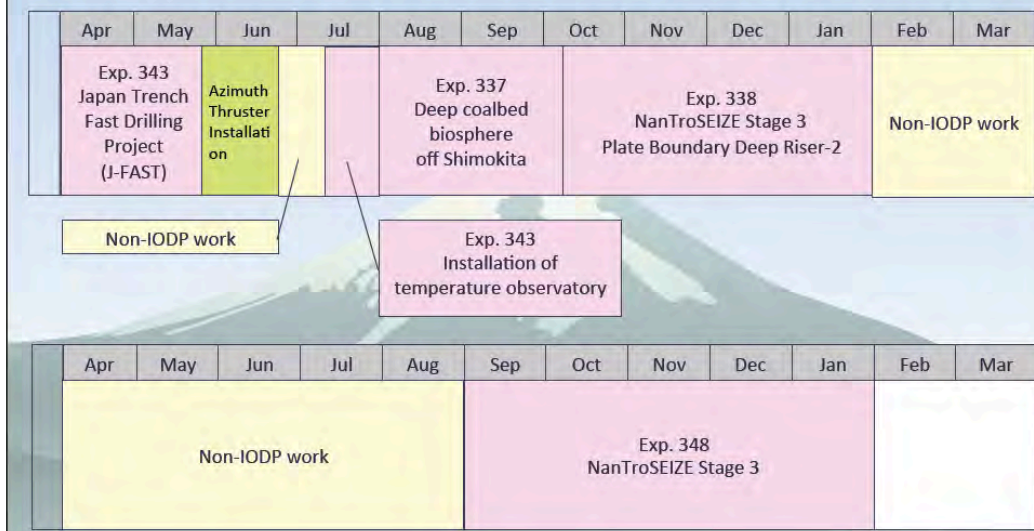 Apr May Jun Jul Aug Sep Oct Nov Dec Jan Feb Mar
Exp. 343
Japan Trench
Fast Drilling
Project
(J-FAST)
Azimuth
Thruster
Installati
on
Exp. 337
Deep coalbed
biosphere
off Shimokita
Exp. 338
NanTroSEIZE Stage 3
Plate Boundary Deep Riser-2
Non-IODP work
Non-IODP work
Exp. 343
Installation of
temperature observatory
Apr May Jun Jul Aug Sep Oct Nov Dec Jan Feb Mar
Non-IODP work
Exp. 348
NanTroSEIZE Stage 3